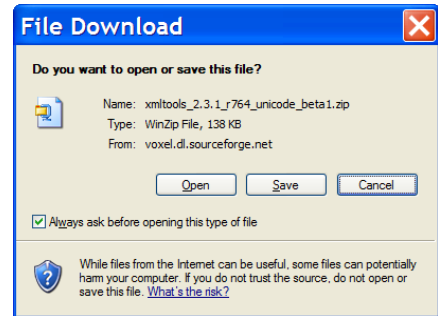 File Download
Do you want to open or save this file?
Name: xmltools_2.3.1_r764_unicode_beta1.zip
Type: WinZip File, 138 KB
From: voxel.dl.sourceforge.net
Open Save Cancel
Always ask before opening this type of file
While files from the Internet can be useful, some files can potentially
harm your computer. If you do not trust the source, do not open or
save this file. What's the risk?